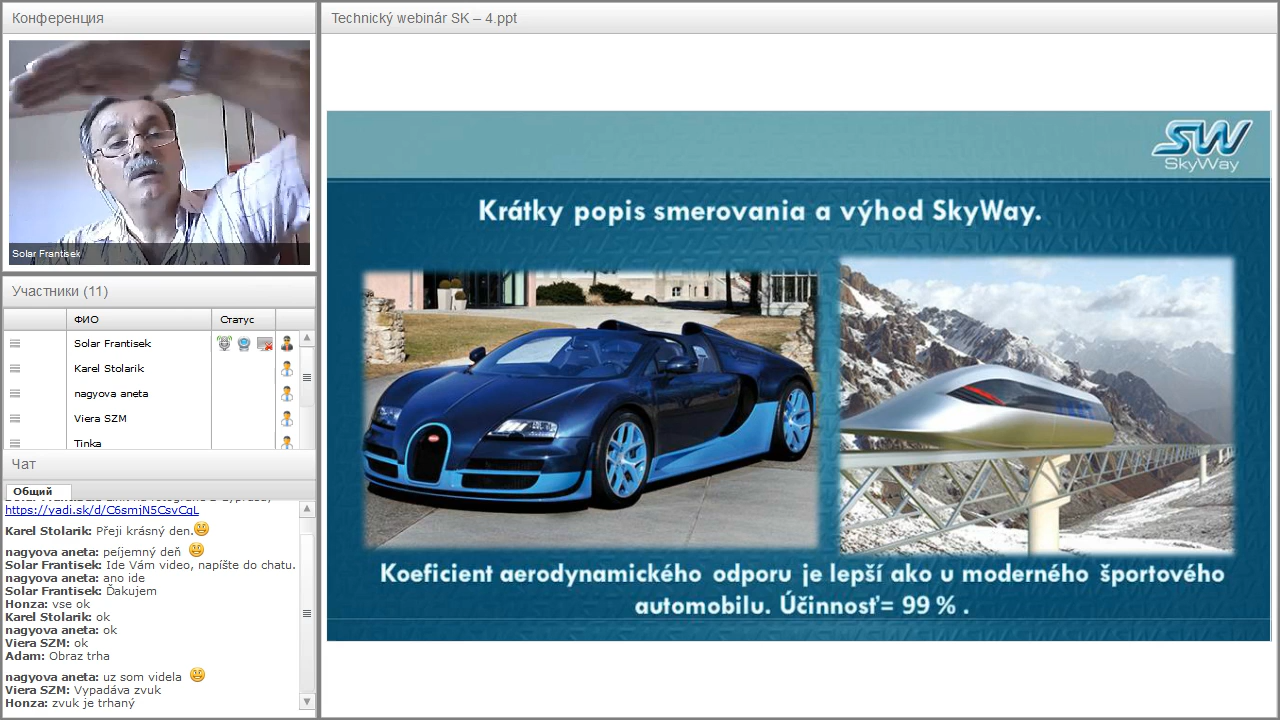 Конференция
Solar Frantisek
Участники (11)
ФИО
Статус
Solar Frantisek
Karel Stolarik
nagyova aneta
Viera SZM
Tinka
Чат
Общий
https://yadi.sk/d/C6smjN5CsvCqL
Karel Stolarik: Přeji krásný den.
nagyova aneta: peíjemný deň
Solar Frantisek: Ide Vám video, napíšte do chatu.
nagyova aneta: ano ide
Solar Frantisek: Ďakujem
Honza: vse ok
Karel Stolarik: ok
nagyova aneta: ok
Viera SZM: ok
Adam: Obraz trha
nagyova aneta: uz som videla
Viera SZM: Vypadáva zvuk
Honza: zvuk je trhaný
Technický webinár SK – 4.ppt
SW
SkyWay
Krátky popis smerovania a výhod SkyWay.
Koeficient aerodynamického odporu je lepší ako u moderného športového
automobilu. Účinnosť= 99 % .